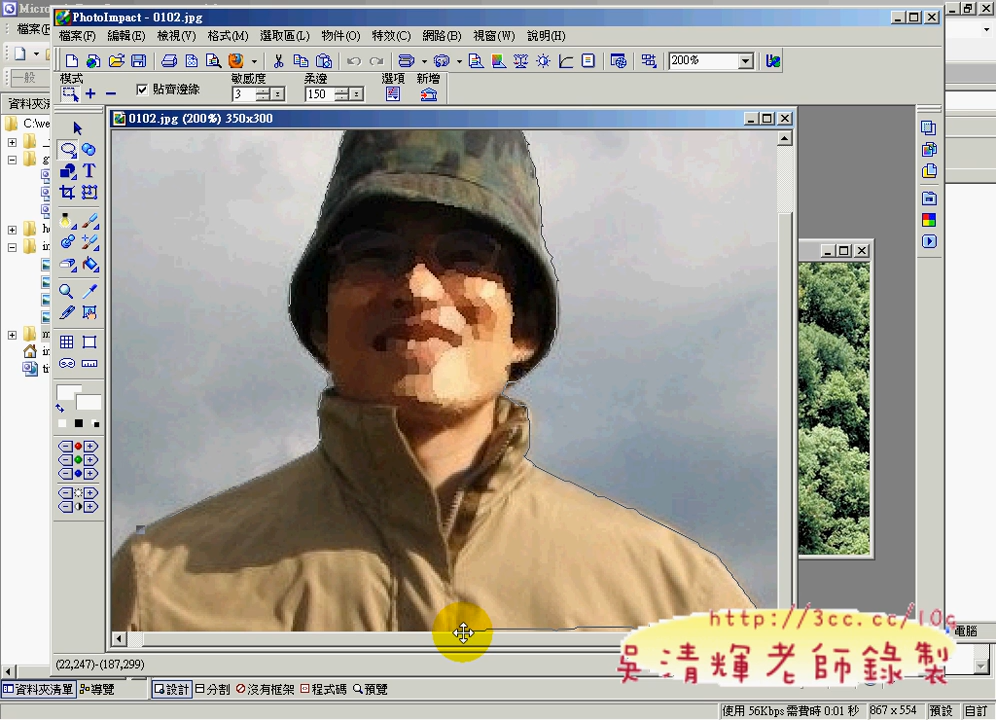 Micro
PhotoImpact - 0102.jpg
檔案(F) 編輯(E) 檢視(V) 格式(M) 選取區(L) 物件(O) 特效(C) 網路(B) 視窗(W) 說明(H)
200%
模式
貼齊邊緣
敏感度
3
柔邊
150
選項
新增
一般
資料夾清
C:\we
0102.jpg (200%) 350x300
(22,247)-(187,299)
http://3cc.cc/10g
吳清輝老師錄製
電腦
資料夾清單 導覽
設計 分割 沒有框架 程式碼 預覽
使用 56Kbps 需費時 0:01 秒 867 x 554 預設 自訂